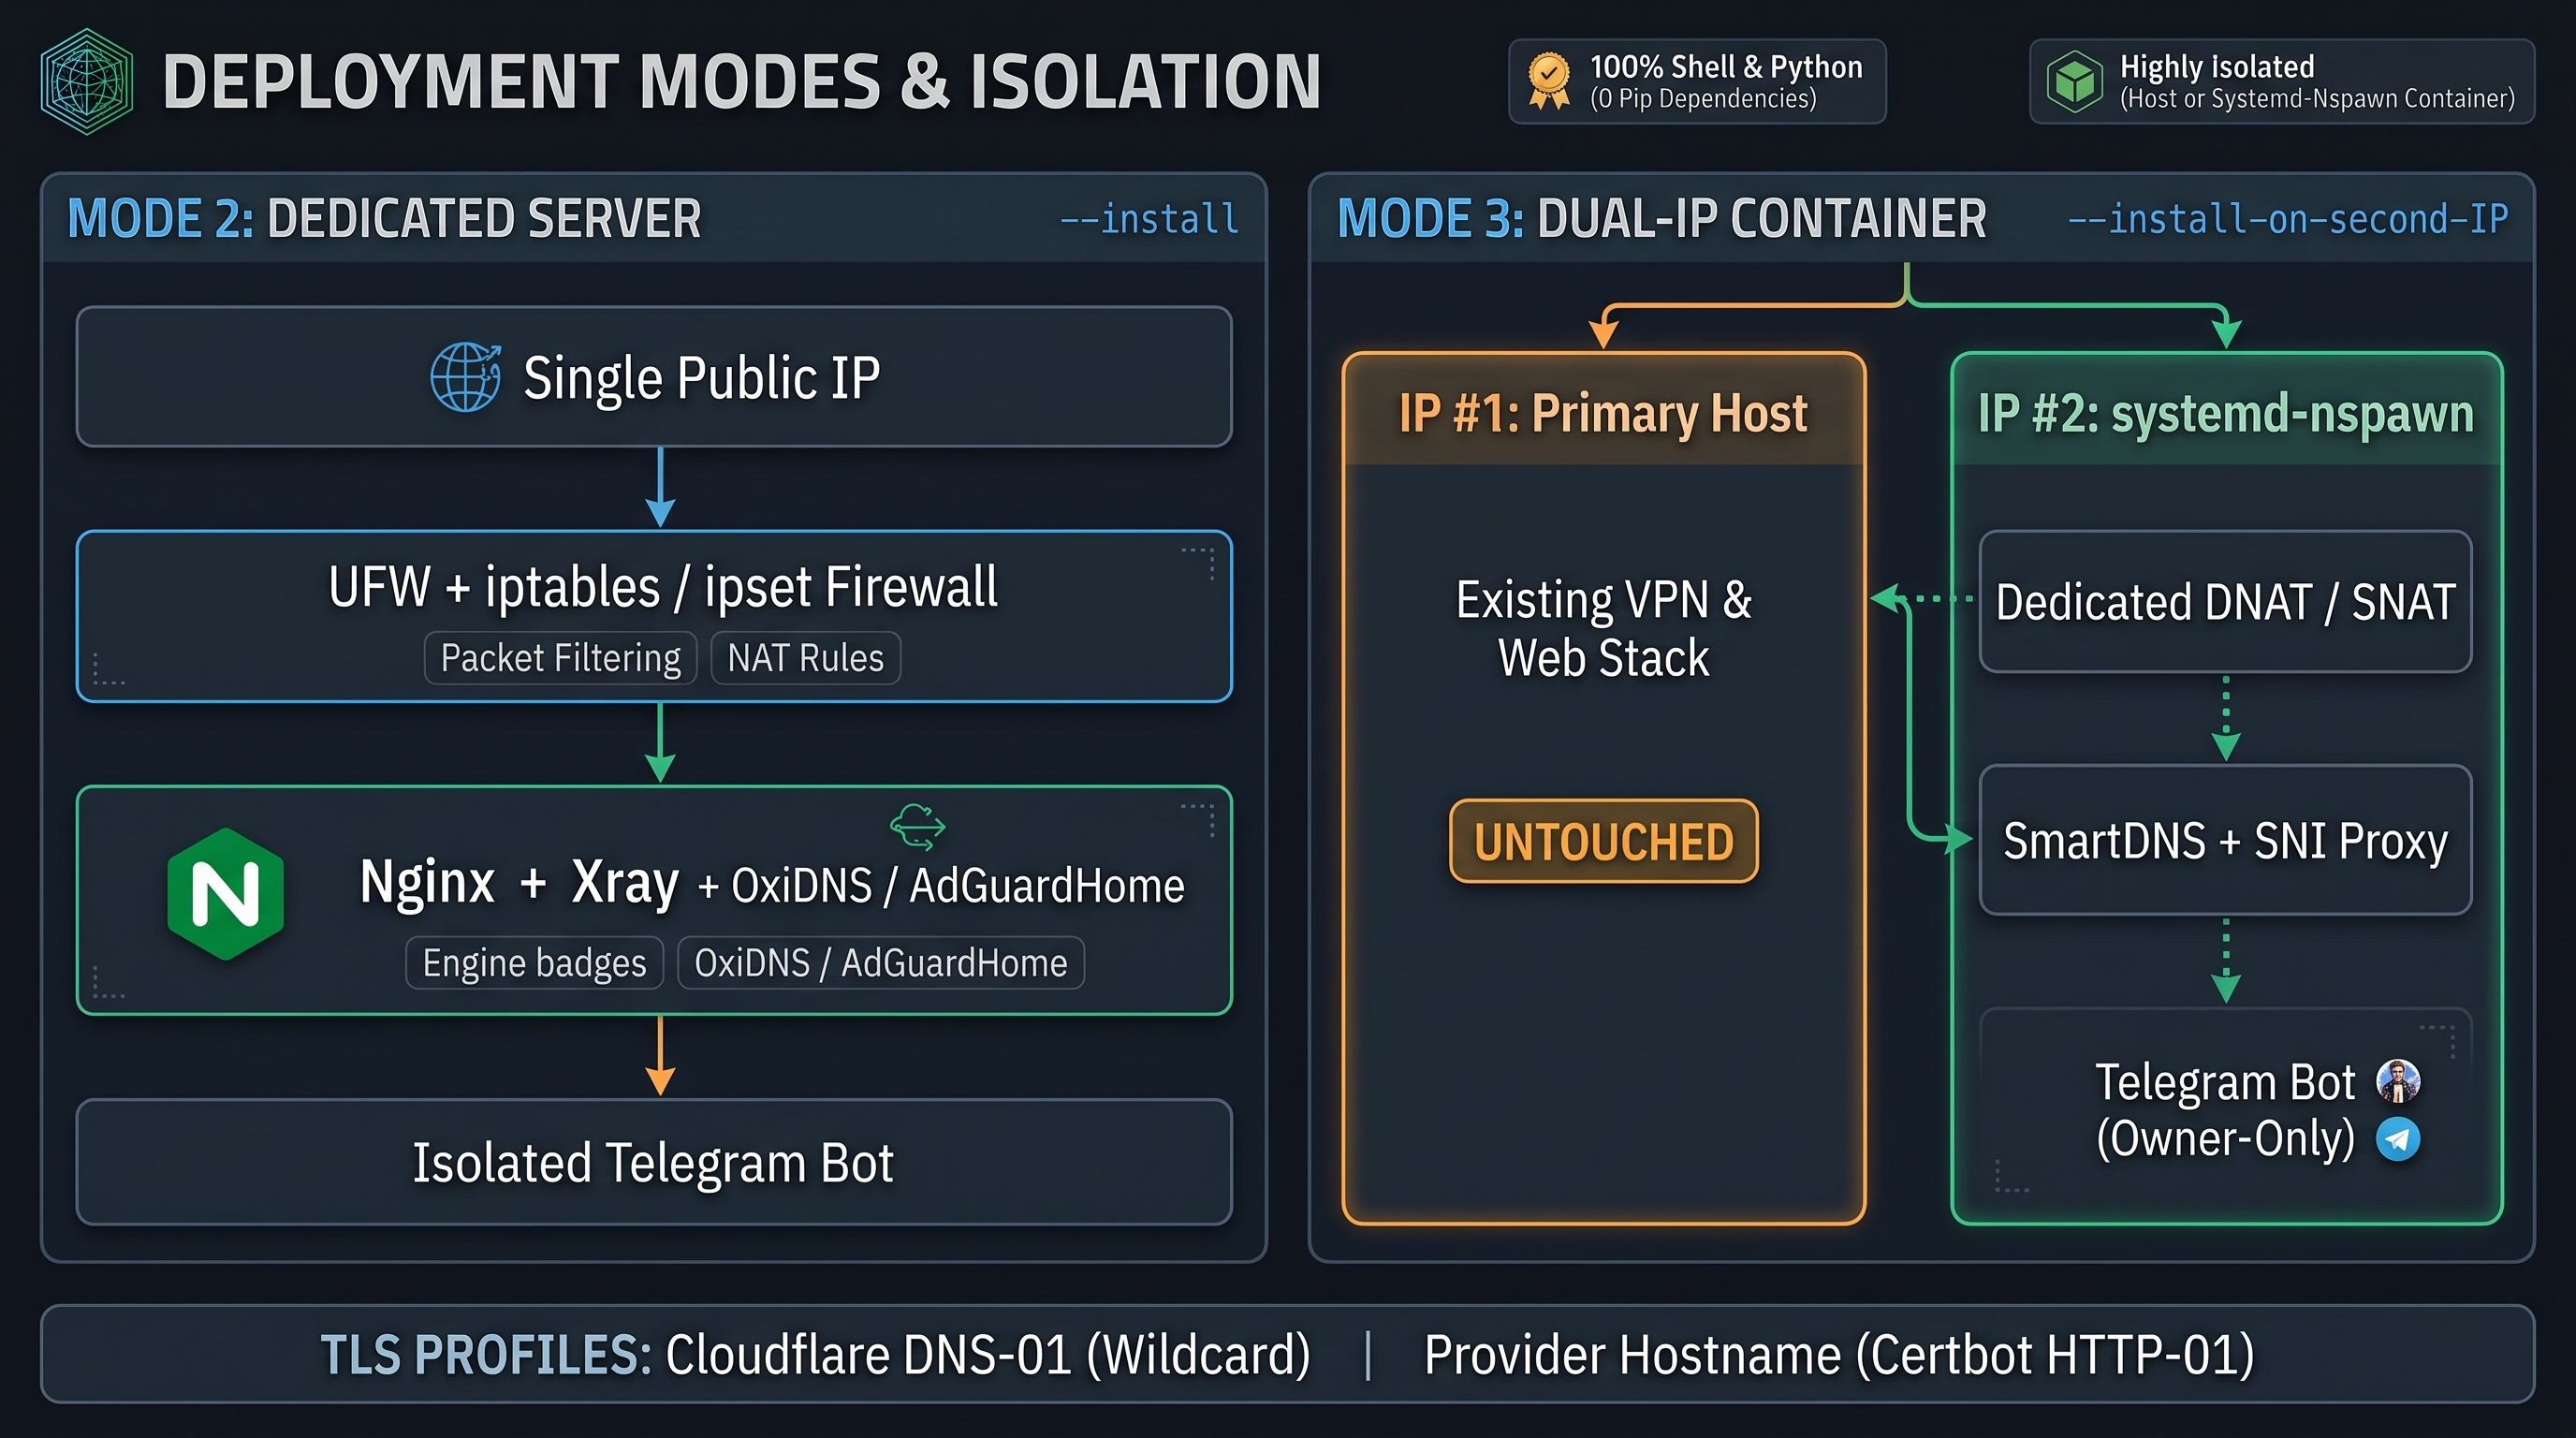 DEPLOYMENT MODES & ISOLATION
100% Shell & Python
(0 Pip Dependencies)
Highly Isolated
(Host or Systemd-Nspawn Container)
MODE 2: DEDICATED SERVER
--install
Single Public IP
UFW + iptables / ipset Firewall
Packet Filtering
NAT Rules
N
Nginx + Xray + OxiDNS / AdGuardHome
Engine badges
OxiDNS / AdGuardHome
Isolated Telegram Bot
MODE 3: DUAL-IP CONTAINER
--install-on-second-IP
IP #1: Primary Host
Existing VPN &
Web Stack
UNTOUCHED
IP #2: systemd-nspawn
Dedicated DNAT / SNAT
SmartDNS + SNI Proxy
Telegram Bot
(Owner-Only)
TLS PROFILES: Cloudflare DNS-01 (Wildcard) | Provider Hostname (Certbot HTTP-01)